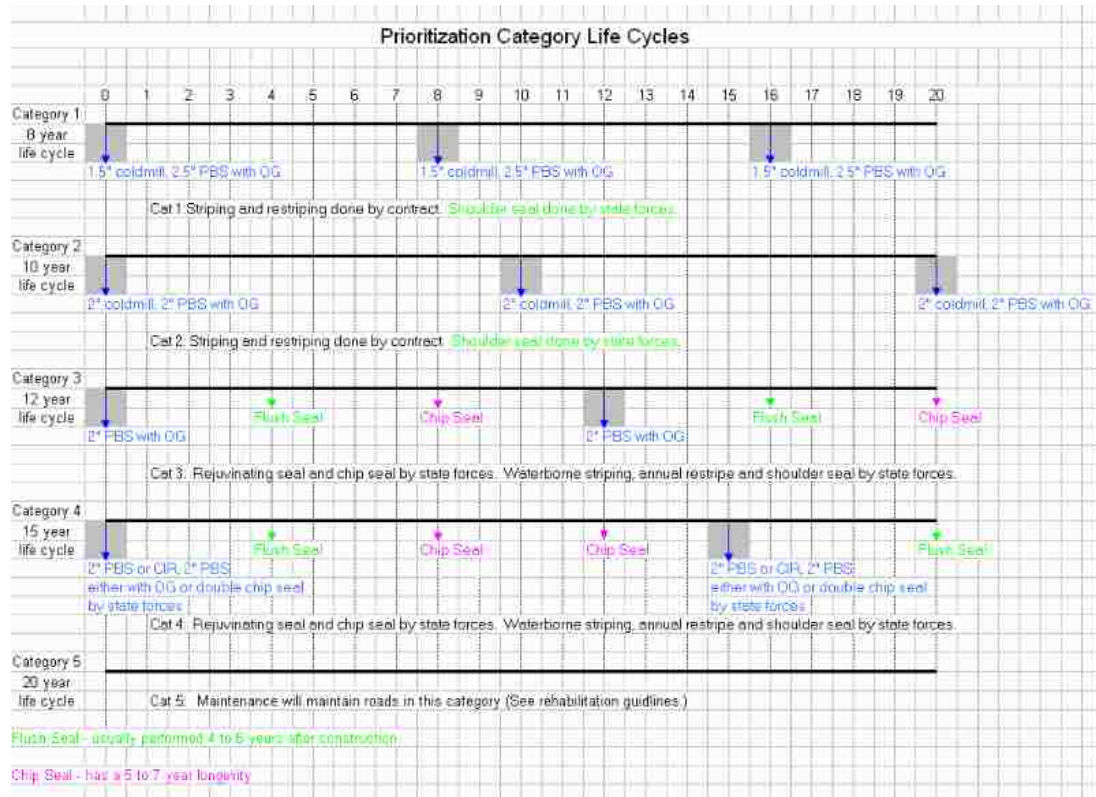 Prioritization Category Life Cycles
0 1 2 3 4 5 6 7 8 9 10 11 12 13 14 15 16 17 18 19 20
Category 1
8 year
life cycle
1.5" coldmill, 2.5" PBS with OG 1.5" coldmill, 2.5" PBS with OG 1.5" coldmill, 2.5" PBS with OG
Cat 1 Striping and restriping done by contract. Shoulder seal done by state forces.
Category 2
10 year
life cycle
2" coldmill, 2" PBS with OG 2" coldmill, 2" PBS with OG 2" coldmill, 2" PBS with OG
Cat 2: Striping and restriping done by contract. Shoulder seal done by state forces.
Category 3
12 year
life cycle Flush Seal Chip Seal Flush Seal Chip Seal
2" PBS with OG 2" PBS with OG
Cat 3: Rejuvinating seal and chip seal by state forces. Waterborne striping, annual restripe and shoulder seal by state forces.
Category 4
15 year
life cycle Flush Seal Chip Seal Chip Seal Flush Seal
2" PBS or CIR, 2" PBS 2" PBS or CIR, 2" PBS
either with OG or double chip seal either with OG or double chip seal
by state forces by state forces
Cat 4: Rejuvinating seal and chip seal by state forces. Waterborne striping, annual restripe and shoulder seal by state forces.
Category 5
20 year
life cycle Cat 5: Maintenance will maintain roads in this category (See rehabilitation guidlines.)
Flush Seal - usually performed 4 to 6 years after construction
Chip Seal - has a 5 to 7 year longevity